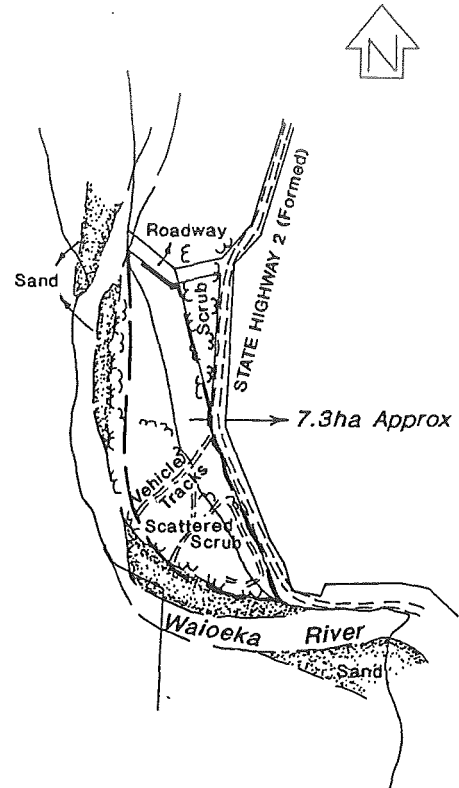 N
Roadway
STATE HIGHWAY 2 (Formed)
Sand
Scrub
7.3ha Approx
Vehicle
Tracks
Scattered
Scrub
Waioeka River
Sand